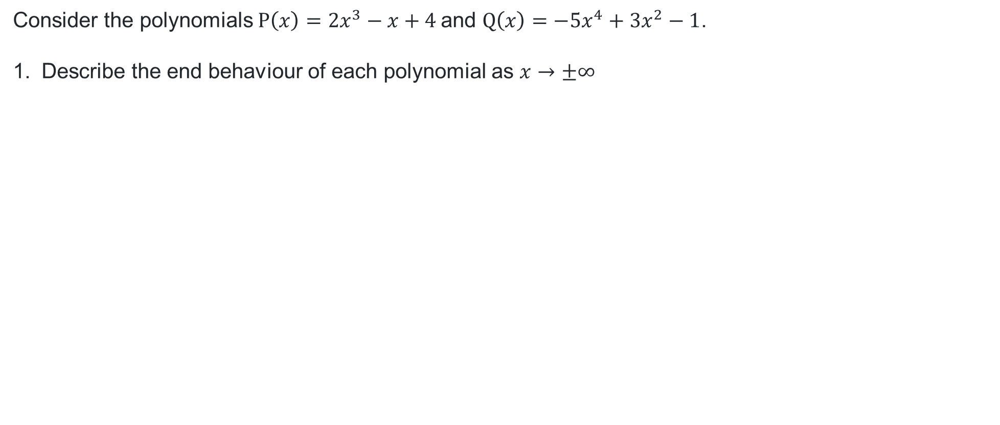 Consider the polynomials P(x) = 2x³ − x + 4 and Q(x) = −5x⁴ + 3x² − 1.
1. Describe the end behaviour of each polynomial as x → ±∞